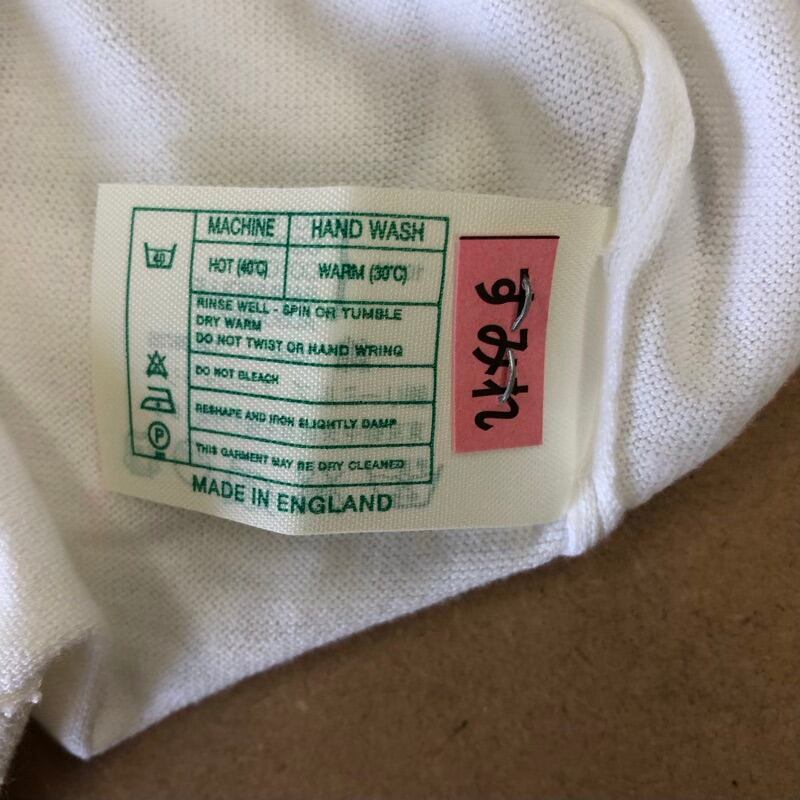 40
MACHINE HAND WASH
HOT (40°C) WARM (30°C)
RINSE WELL - SPIN OR TUMBLE
DRY WARM
DO NOT TWIST OR HAND WRING
DO NOT BLEACH
RESHAPE AND IRON SLIGHTLY DAMP
P
THIS GARMENT MAY BE DRY CLEANED
MADE IN ENGLAND
すみれ